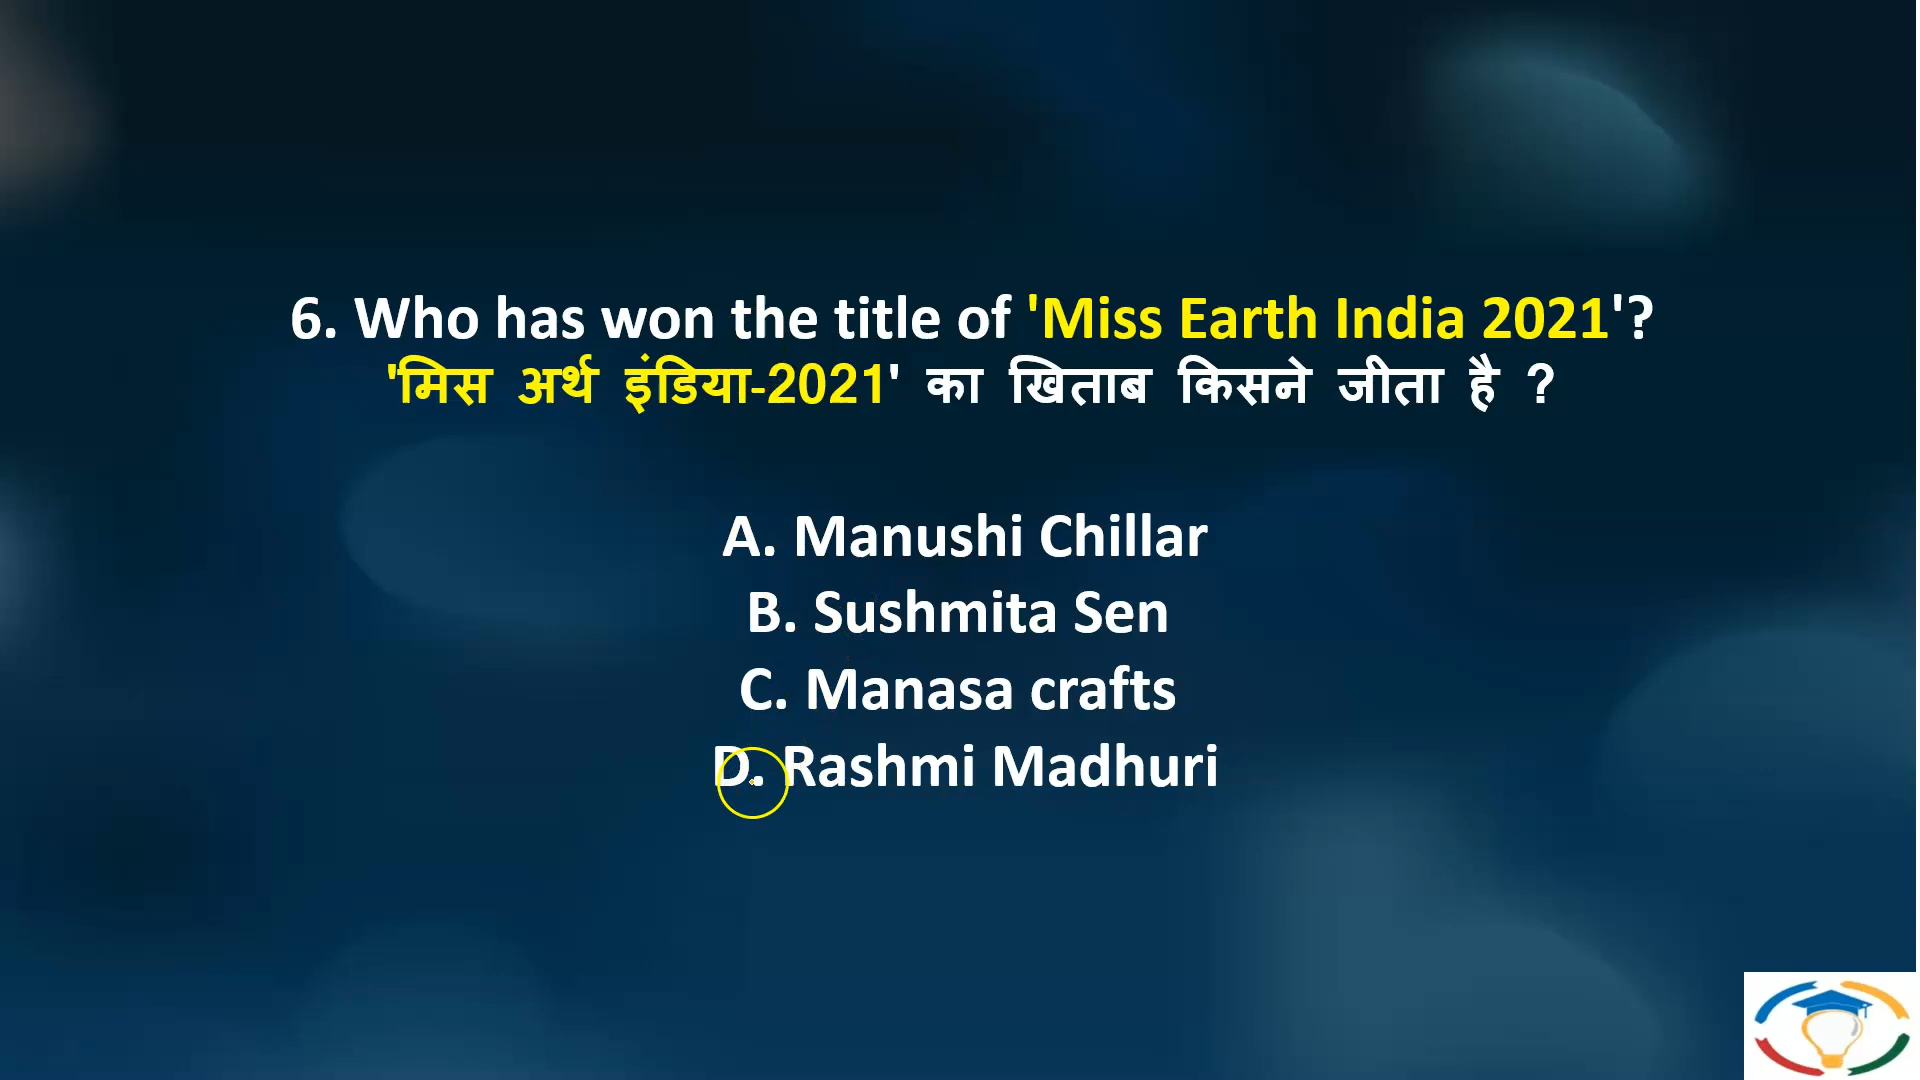 6. Who has won the title of 'Miss Earth India 2021'?
'मिस अर्थ इंडिया-2021' का खिताब किसने जीता है ?
A. Manushi Chillar
B. Sushmita Sen
C. Manasa crafts
D. Rashmi Madhuri